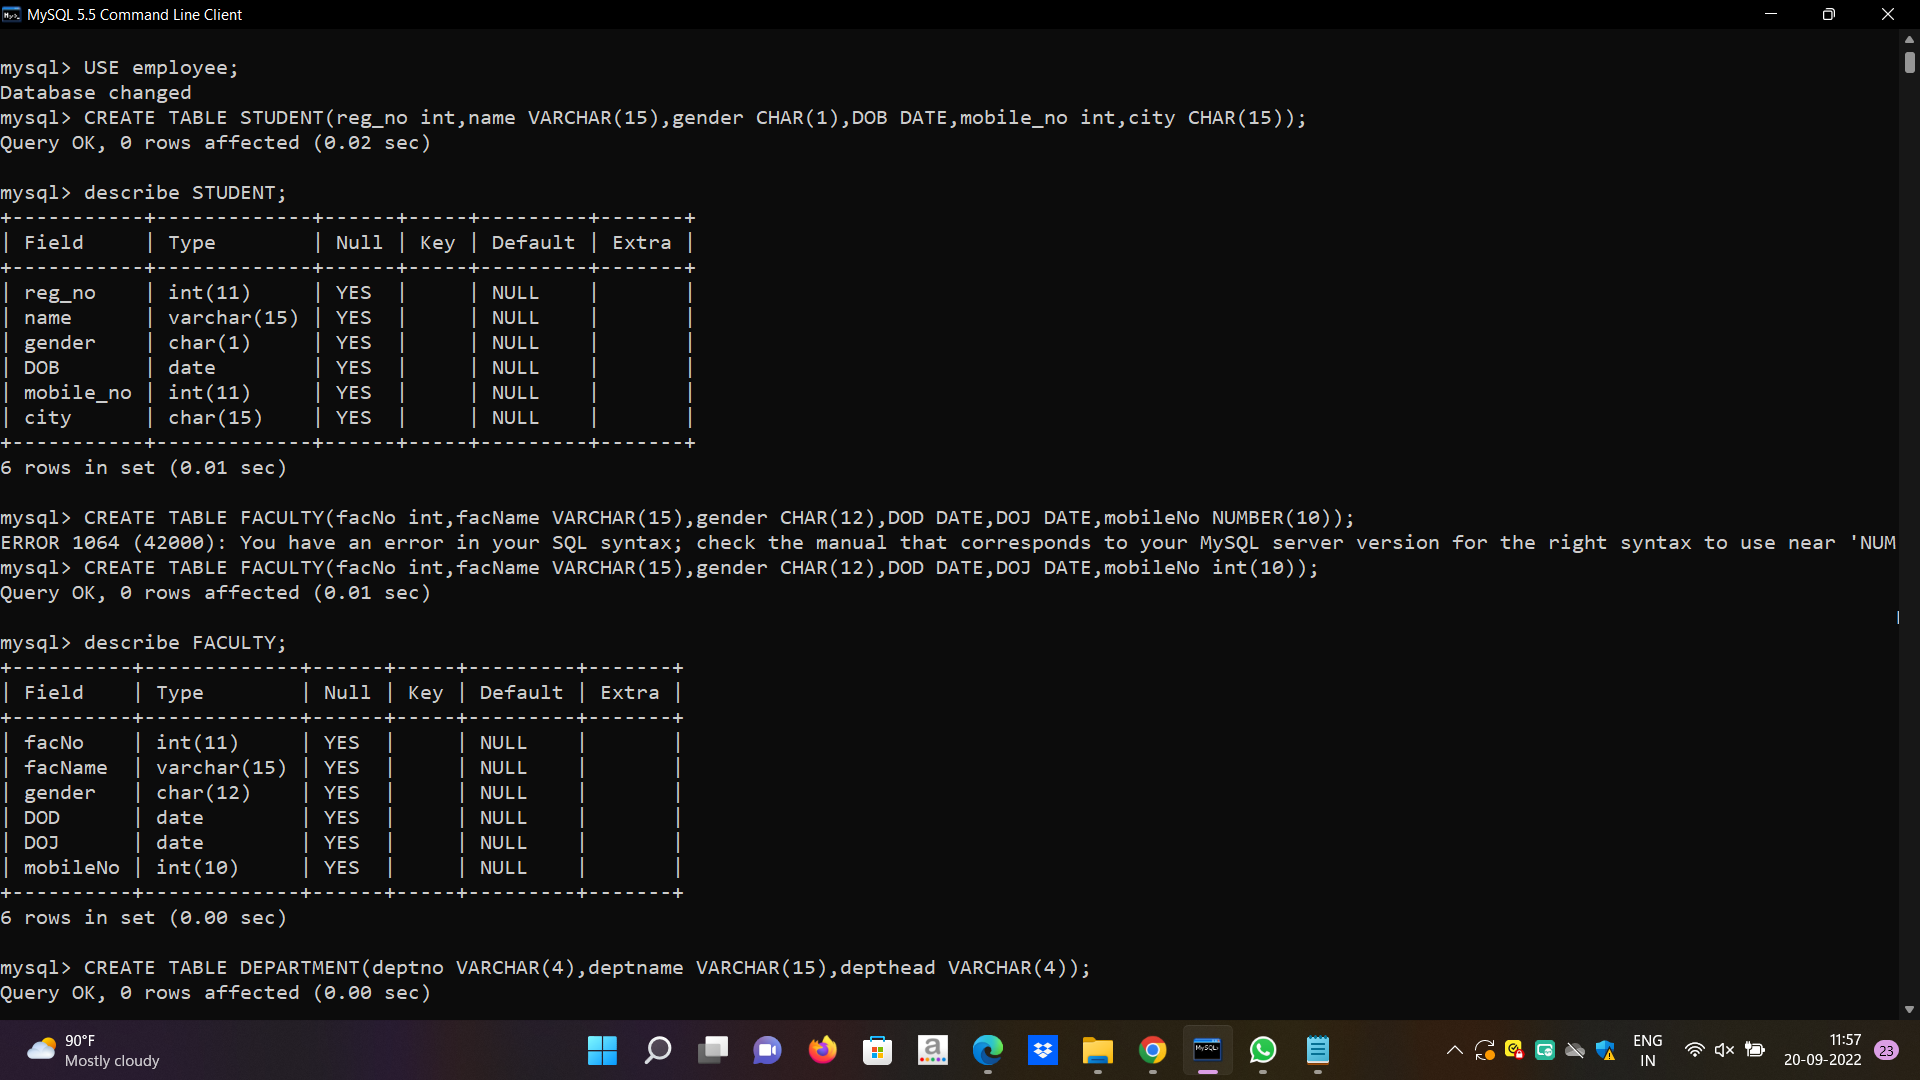 MySQL 5.5 Command Line Client
mysql> USE employee;
Database changed
mysql> CREATE TABLE STUDENT(reg_no int,name VARCHAR(15),gender CHAR(1),DOB DATE,mobile_no int,city CHAR(15));
Query OK, 0 rows affected (0.02 sec)
mysql> describe STUDENT;
+-----------+-------------+------+-----+---------+-------+
| Field     | Type        | Null | Key | Default | Extra |
+-----------+-------------+------+-----+---------+-------+
| reg_no    | int(11)     | YES  |     | NULL    |       |
| name      | varchar(15) | YES  |     | NULL    |       |
| gender    | char(1)     | YES  |     | NULL    |       |
| DOB       | date        | YES  |     | NULL    |       |
| mobile_no | int(11)     | YES  |     | NULL    |       |
| city      | char(15)    | YES  |     | NULL    |       |
+-----------+-------------+------+-----+---------+-------+
6 rows in set (0.01 sec)
mysql> CREATE TABLE FACULTY(facNo int,facName VARCHAR(15),gender CHAR(12),DOD DATE,DOJ DATE,mobileNo NUMBER(10));
ERROR 1064 (42000): You have an error in your SQL syntax; check the manual that corresponds to your MySQL server version for the right syntax to use near 'NUM
mysql> CREATE TABLE FACULTY(facNo int,facName VARCHAR(15),gender CHAR(12),DOD DATE,DOJ DATE,mobileNo int(10));
Query OK, 0 rows affected (0.01 sec)
mysql> describe FACULTY;
+----------+-------------+------+-----+---------+-------+
| Field    | Type        | Null | Key | Default | Extra |
+----------+-------------+------+-----+---------+-------+
| facNo    | int(11)     | YES  |     | NULL    |       |
| facName  | varchar(15) | YES  |     | NULL    |       |
| gender   | char(12)    | YES  |     | NULL    |       |
| DOD      | date        | YES  |     | NULL    |       |
| DOJ      | date        | YES  |     | NULL    |       |
| mobileNo | int(10)     | YES  |     | NULL    |       |
+----------+-------------+------+-----+---------+-------+
6 rows in set (0.00 sec)
mysql> CREATE TABLE DEPARTMENT(deptno VARCHAR(4),deptname VARCHAR(15),depthead VARCHAR(4));
Query OK, 0 rows affected (0.00 sec)
90°F
Mostly cloudy
ENG
IN
11:57
20-09-2022
23